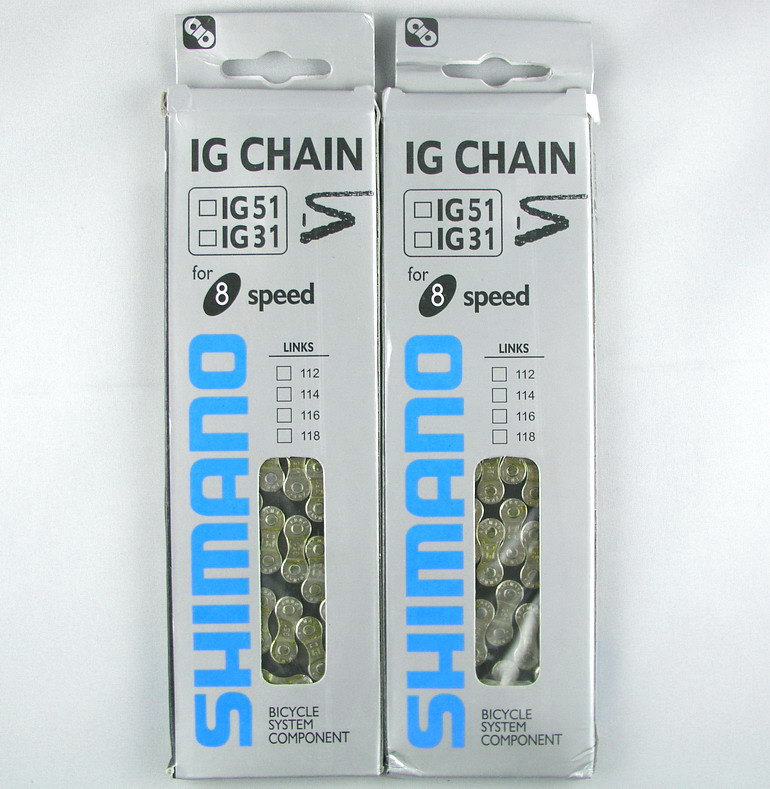 IG CHAIN
IG51
IG31
for 8 speed
LINKS
112
114
116
118
SHIMANO
BICYCLE
SYSTEM
COMPONENT
IG CHAIN
IG51
IG31
for 8 speed
LINKS
112
114
116
118
SHIMANO
BICYCLE
SYSTEM
COMPONENT